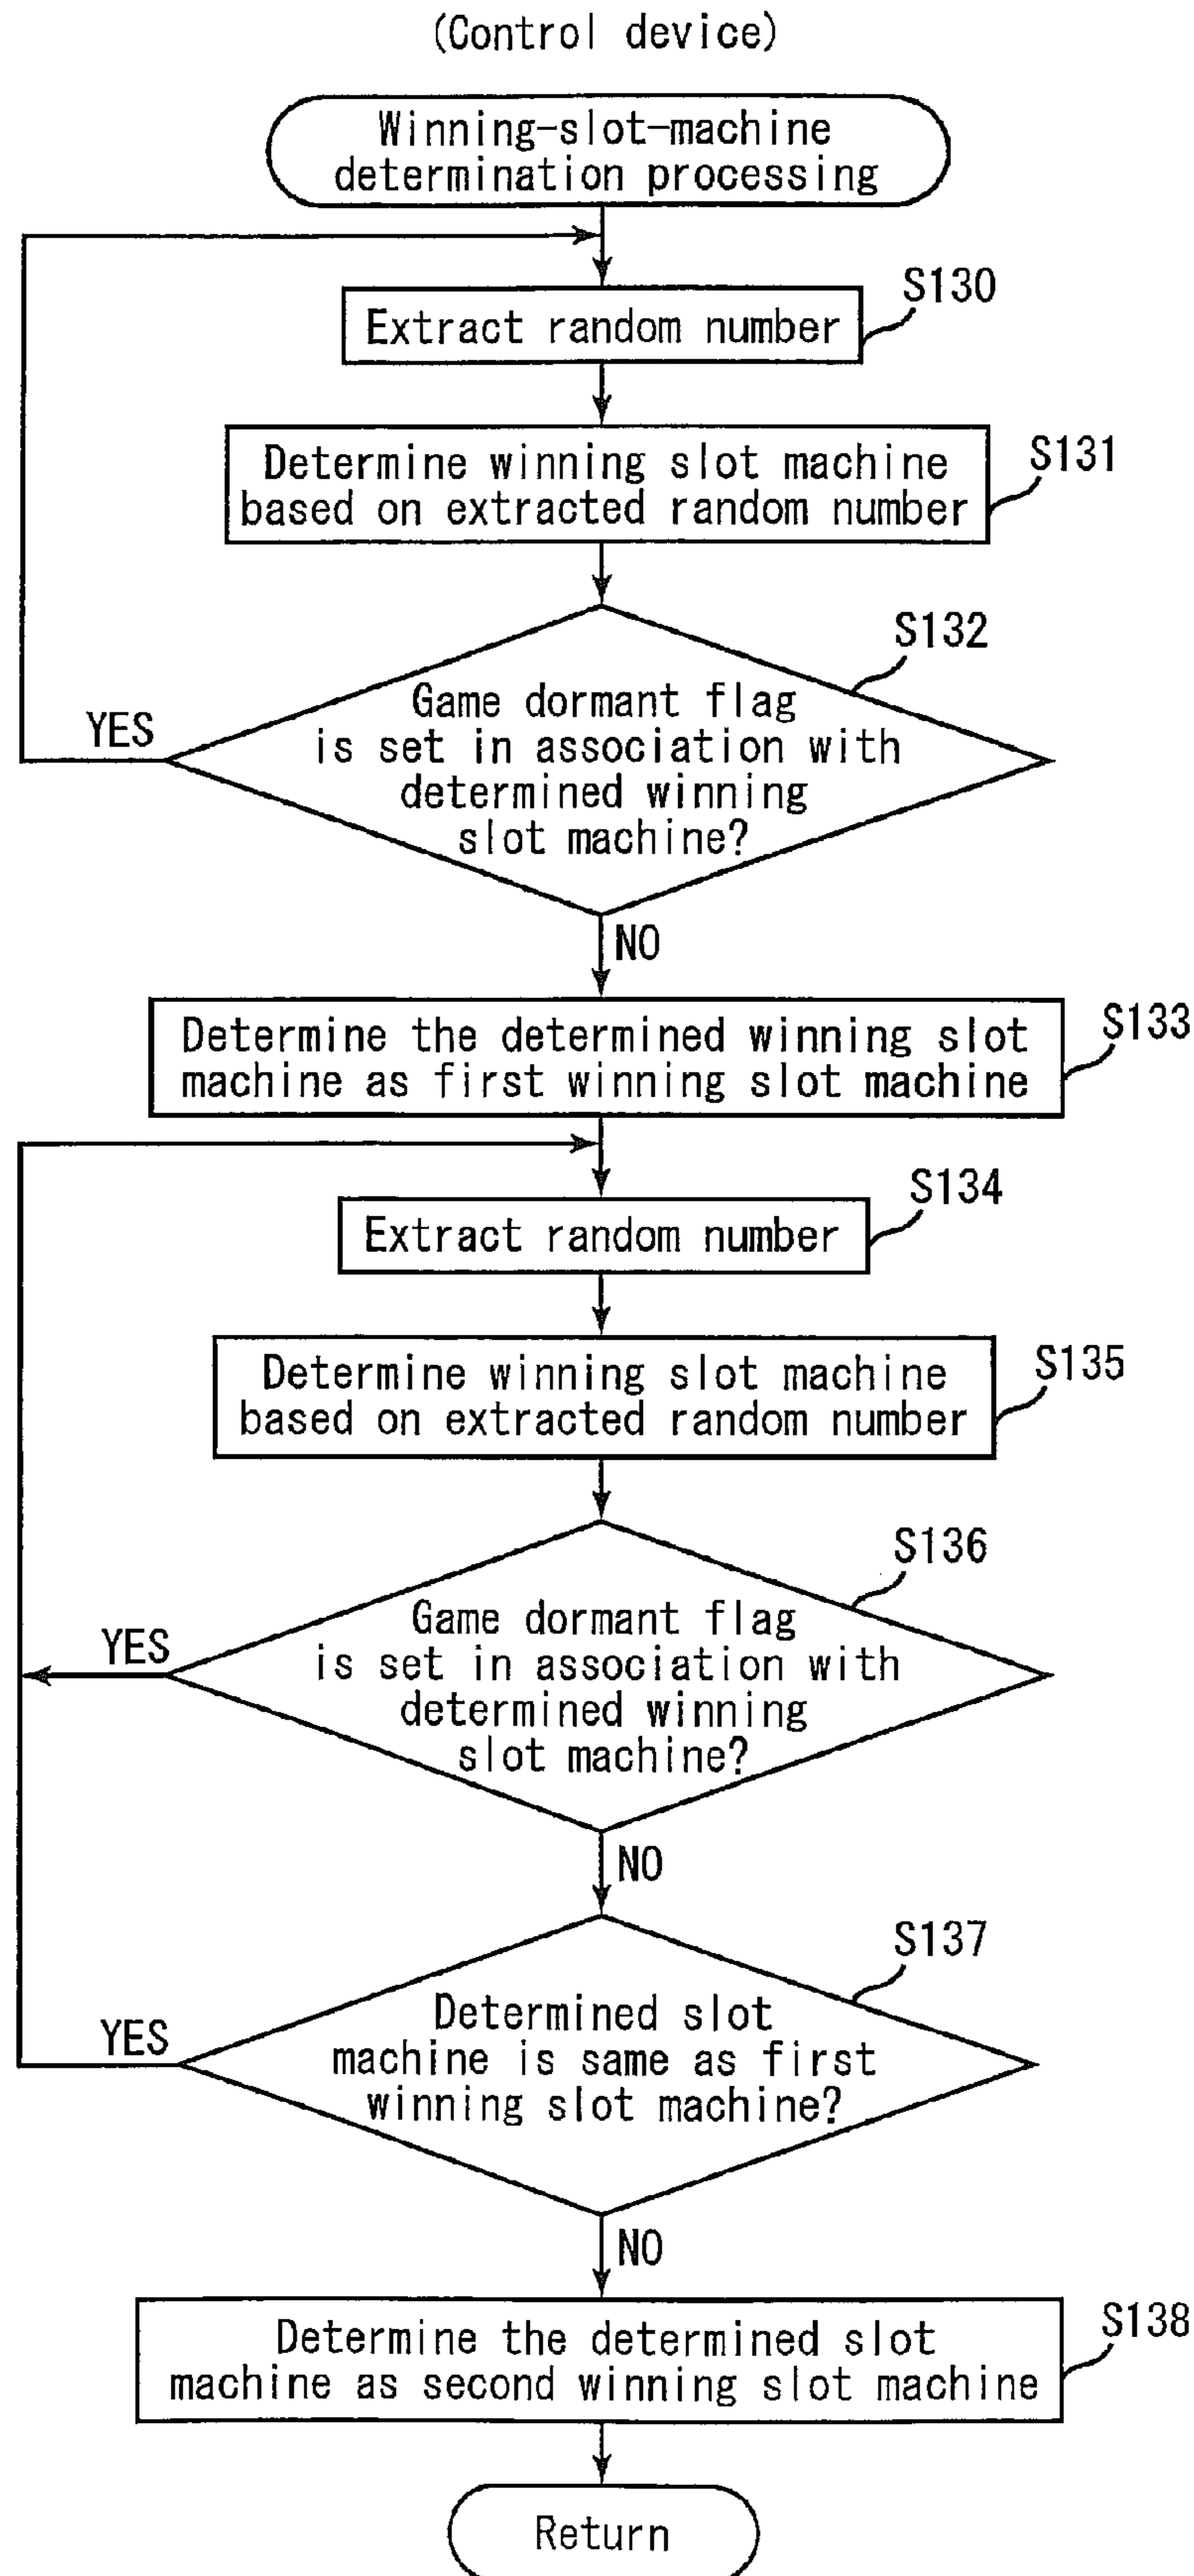 (Control device)
Winning-slot-machine
determination processing
S130
Extract random number
S131
Determine winning slot machine
based on extracted random number
S132
Game dormant flag
is set in association with
determined winning
slot machine?
YES
NO
S133
Determine the determined winning slot
machine as first winning slot machine
S134
Extract random number
S135
Determine winning slot machine
based on extracted random number
S136
Game dormant flag
is set in association with
determined winning
slot machine?
YES
NO
S137
Determined slot
machine is same as first
winning slot machine?
YES
NO
S138
Determine the determined slot
machine as second winning slot machine
Return